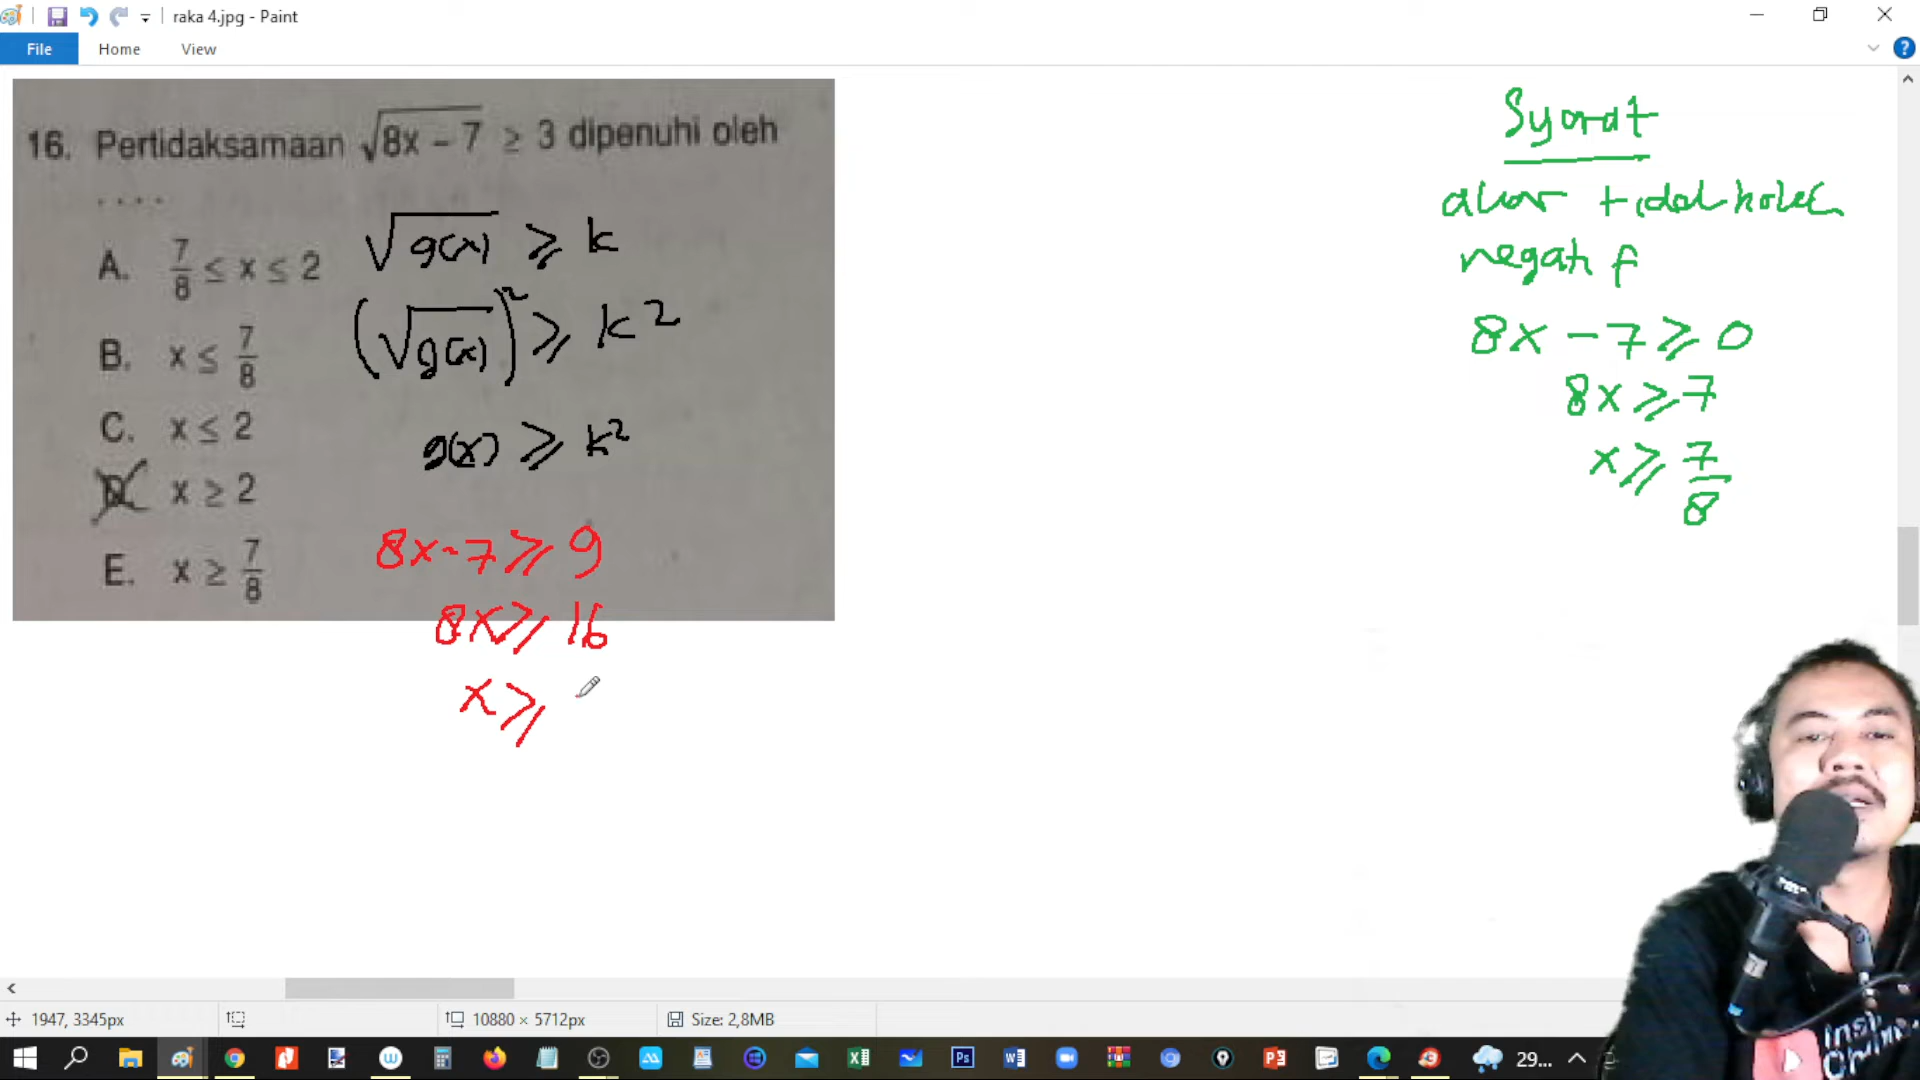 raka 4.jpg - Paint
File Home View
16. Pertidaksamaan √8x – 7 ≥ 3 dipenuhi oleh
. . . .
A. 7/8 ≤ x ≤ 2
B. x ≤ 7/8
C. x ≤ 2
D. x ≥ 2
E. x ≥ 7/8
√g(x) ≥ k
(√g(x))² ≥ k²
g(x) ≥ k²
8x-7 ≥ 9
8x ≥ 16
x ≥
Syarat
akar tidak boleh
negatif
8x - 7 ≥ 0
8x ≥ 7
x ≥ 7/8
1947, 3345px
10880 × 5712px
Size: 2,8MB
29...